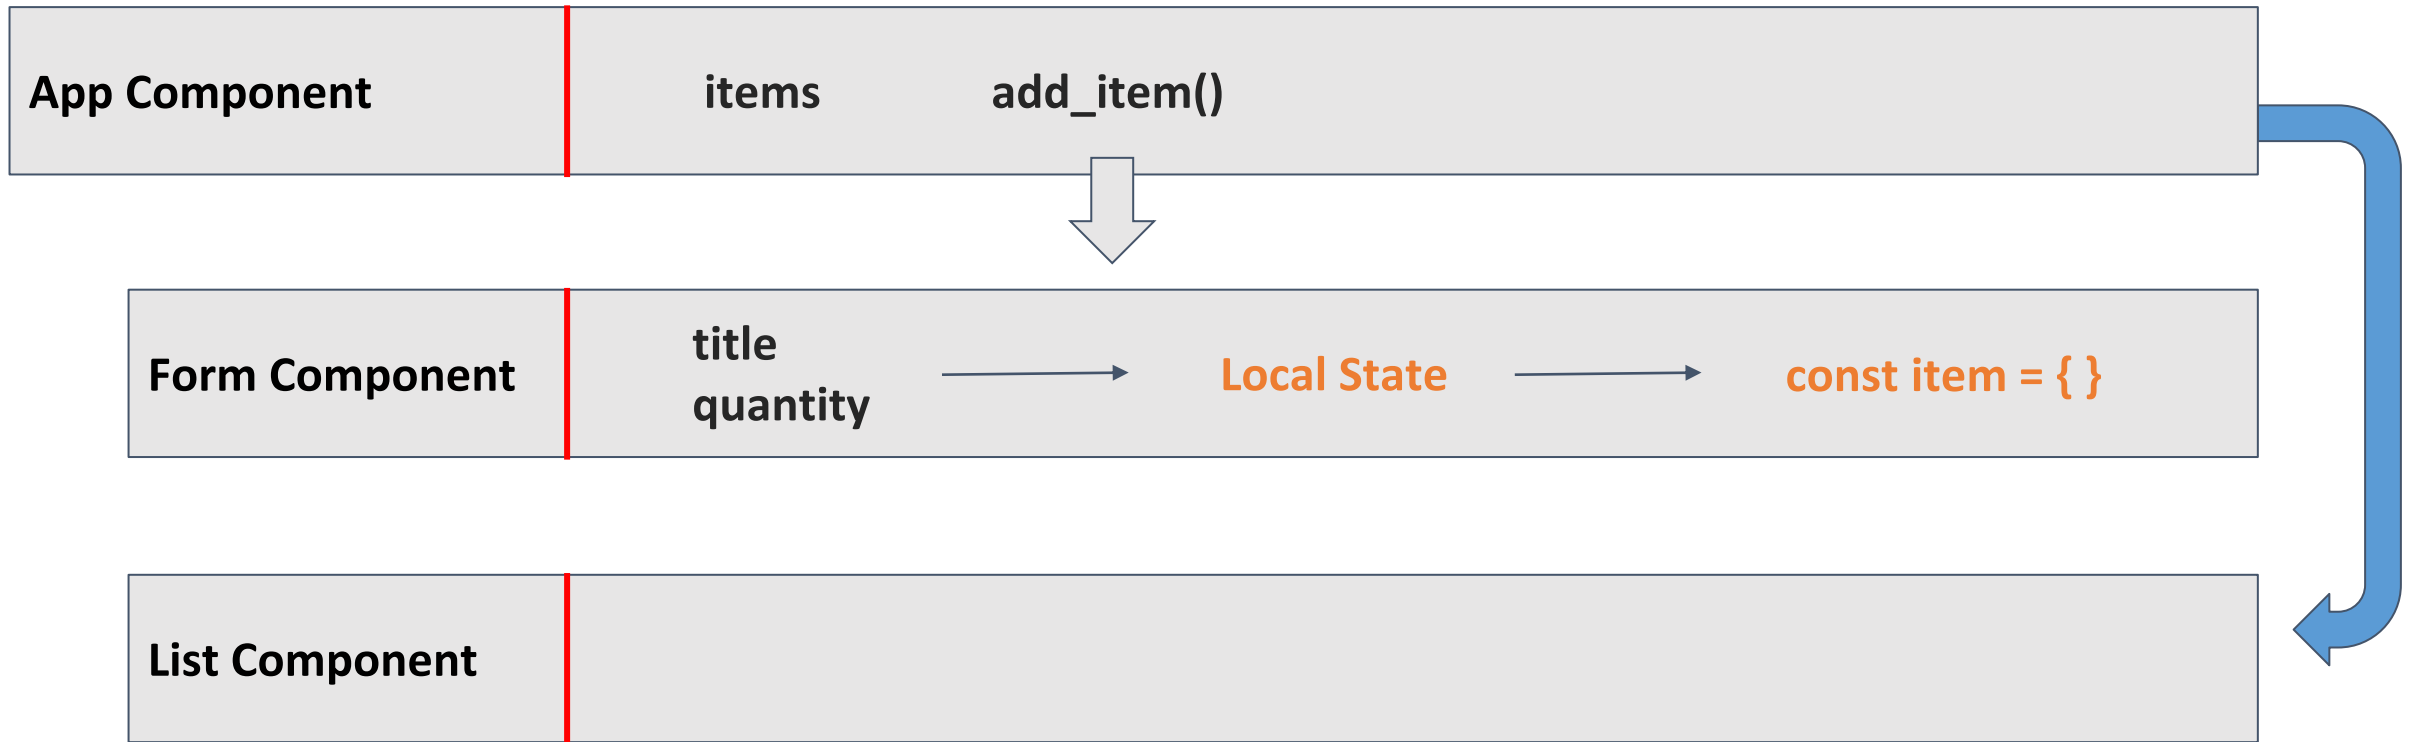 App Component
items
add_item()
Form Component
title
quantity
Local State
const item = { }
List Component